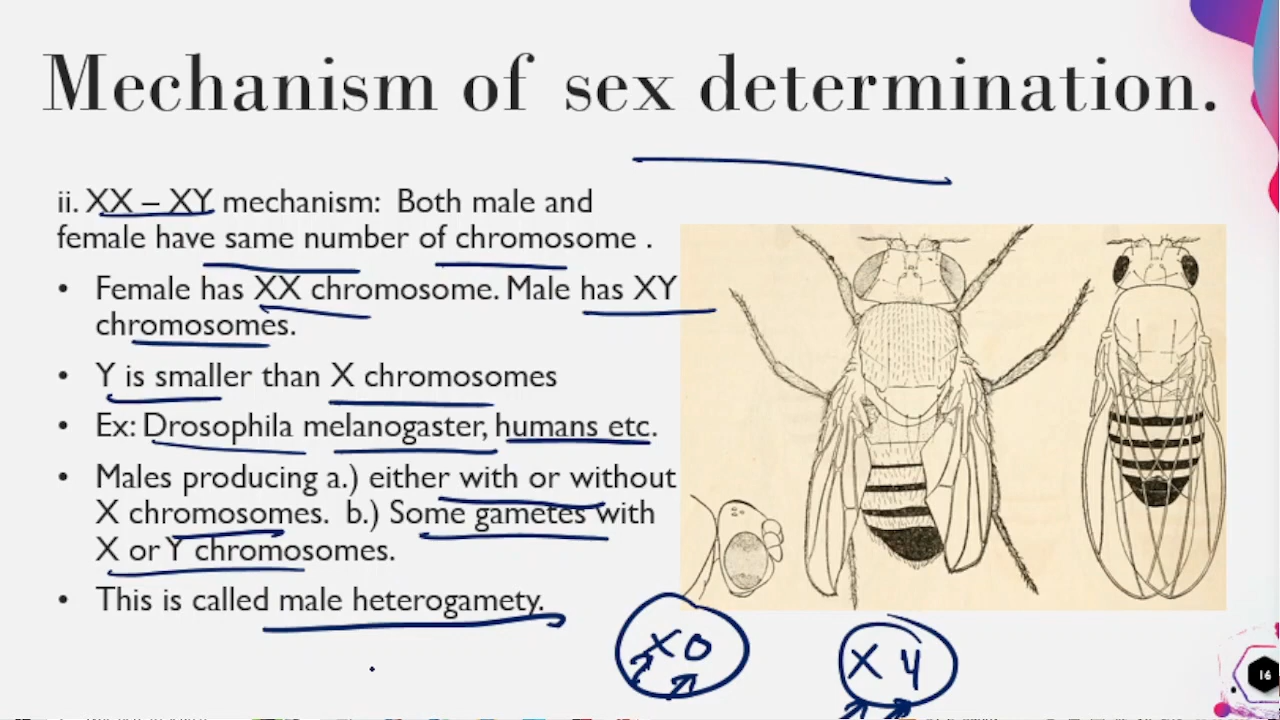 Mechanism of sex determination.
ii. XX – XY mechanism: Both male and
female have same number of chromosome .
• Female has XX chromosome. Male has XY
chromosomes.
• Y is smaller than X chromosomes
• Ex: Drosophila melanogaster, humans etc.
• Males producing a.) either with or without
X chromosomes. b.) Some gametes with
X or Y chromosomes.
• This is called male heterogamety.
XO
XY
16